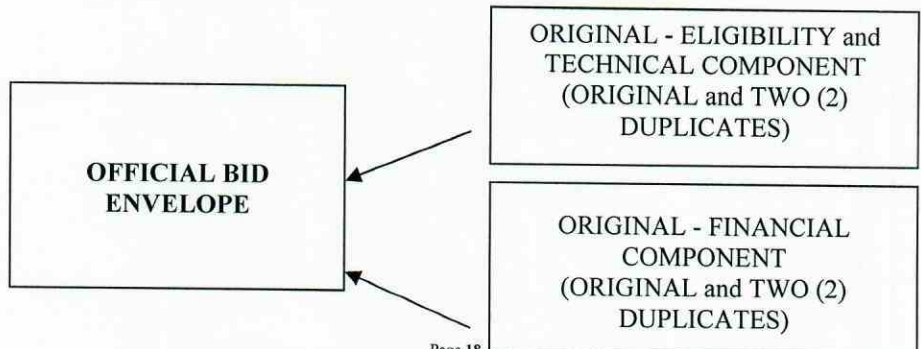 ORIGINAL - ELIGIBILITY and
TECHNICAL COMPONENT
(ORIGINAL and TWO (2)
DUPLICATES)
OFFICIAL BID
ENVELOPE
ORIGINAL - FINANCIAL
COMPONENT
(ORIGINAL and TWO (2)
DUPLICATES)
Page 18